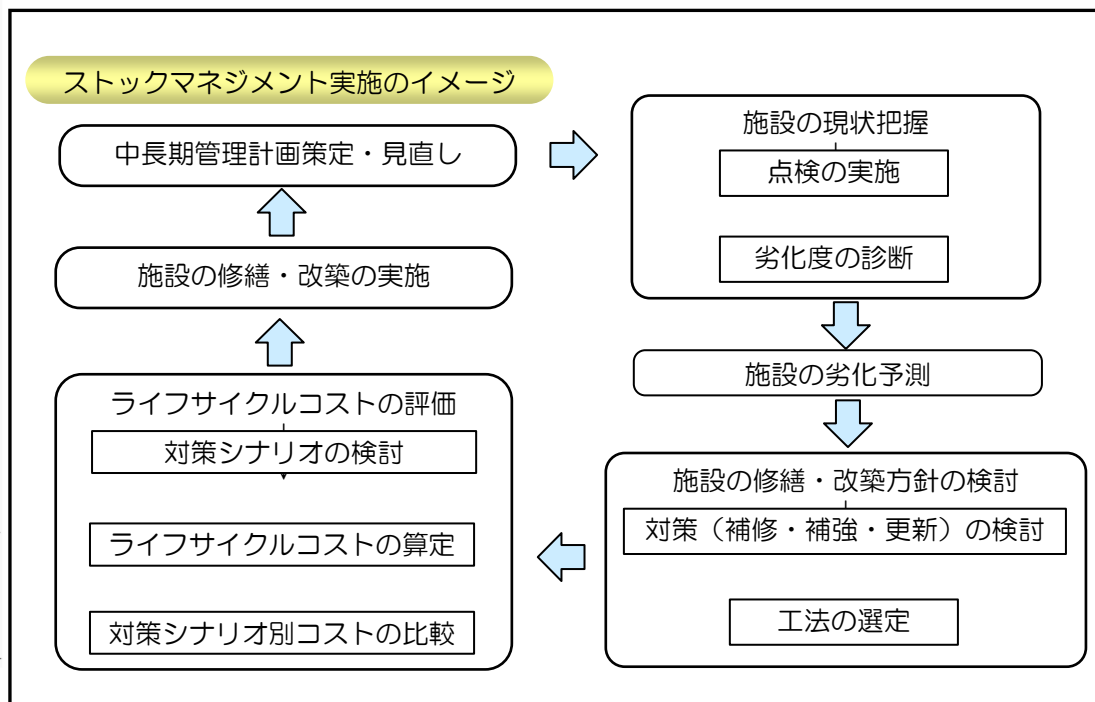 ストックマネジメント実施のイメージ
中長期管理計画策定・見直し
施設の現状把握
点検の実施
劣化度の診断
施設の劣化予測
施設の修繕・改築方針の検討
対策（補修・補強・更新）の検討
工法の選定
ライフサイクルコストの評価
対策シナリオの検討
ライフサイクルコストの算定
対策シナリオ別コストの比較
施設の修繕・改築の実施